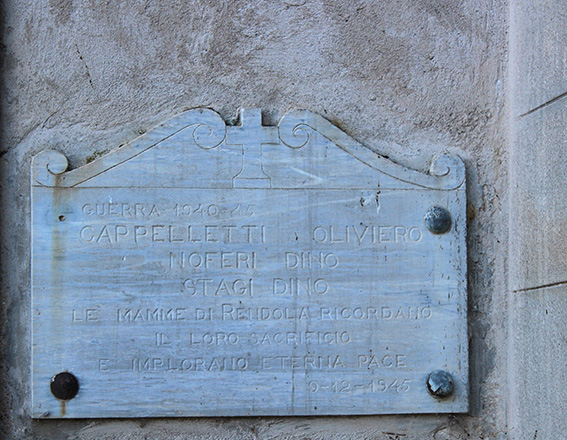 GUERRA 1940-45
CAPPELLETTI OLIVIERO
NOFERI DINO
STAGI DINO
LE MAMME DI RENDOLA RICORDANO
IL LORO SACRIFICIO
E IMPLORANO ETERNA PACE
9-12-1945